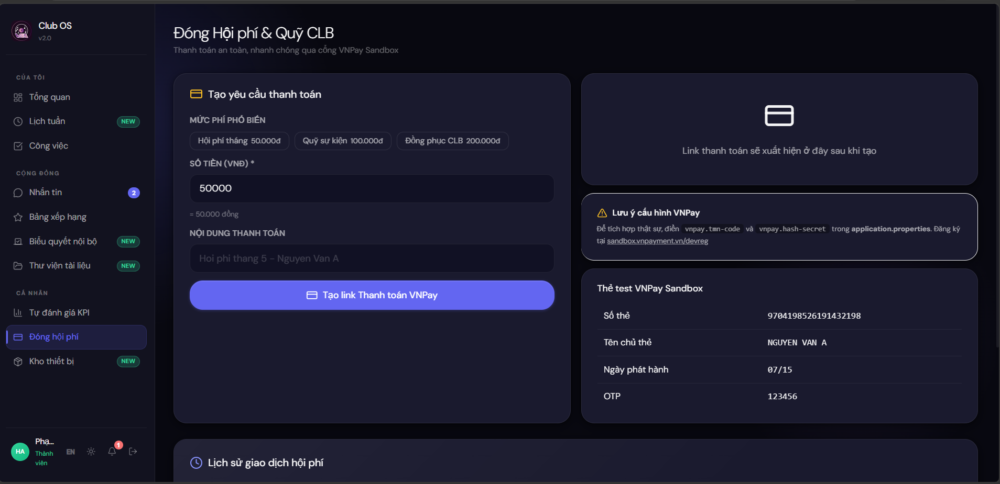 Club OS
v2.0
CỦA TÔI
Tổng quan
Lịch tuần NEW
Công việc
CỘNG ĐỒNG
Nhắn tin 2
Bảng xếp hạng
Biểu quyết nội bộ NEW
Thư viện tài liệu NEW
CÁ NHÂN
Tự đánh giá KPI
Đóng hội phí
Kho thiết bị NEW
HA
Phạ...
Thành
viên
EN
1
Đóng Hội phí & Quỹ CLB
Thanh toán an toàn, nhanh chóng qua cổng VNPay Sandbox
Tạo yêu cầu thanh toán
MỨC PHÍ PHỔ BIẾN
Hội phí tháng 50.000đ Quỹ sự kiện 100.000đ Đồng phục CLB 200.000đ
SỐ TIỀN (VNĐ) *
50000
= 50.000 đồng
NỘI DUNG THANH TOÁN
Hoi phi thang 5 - Nguyen Van A
Tạo link Thanh toán VNPay
Link thanh toán sẽ xuất hiện ở đây sau khi tạo
Lưu ý cấu hình VNPay
Để tích hợp thật sự, điền vnpay.tmn-code và vnpay.hash-secret trong application.properties. Đăng ký
tại sandbox.vnpayment.vn/devreg
Thẻ test VNPay Sandbox
Số thẻ 9704198526191432198
Tên chủ thẻ NGUYEN VAN A
Ngày phát hành 07/15
OTP 123456
Lịch sử giao dịch hội phí